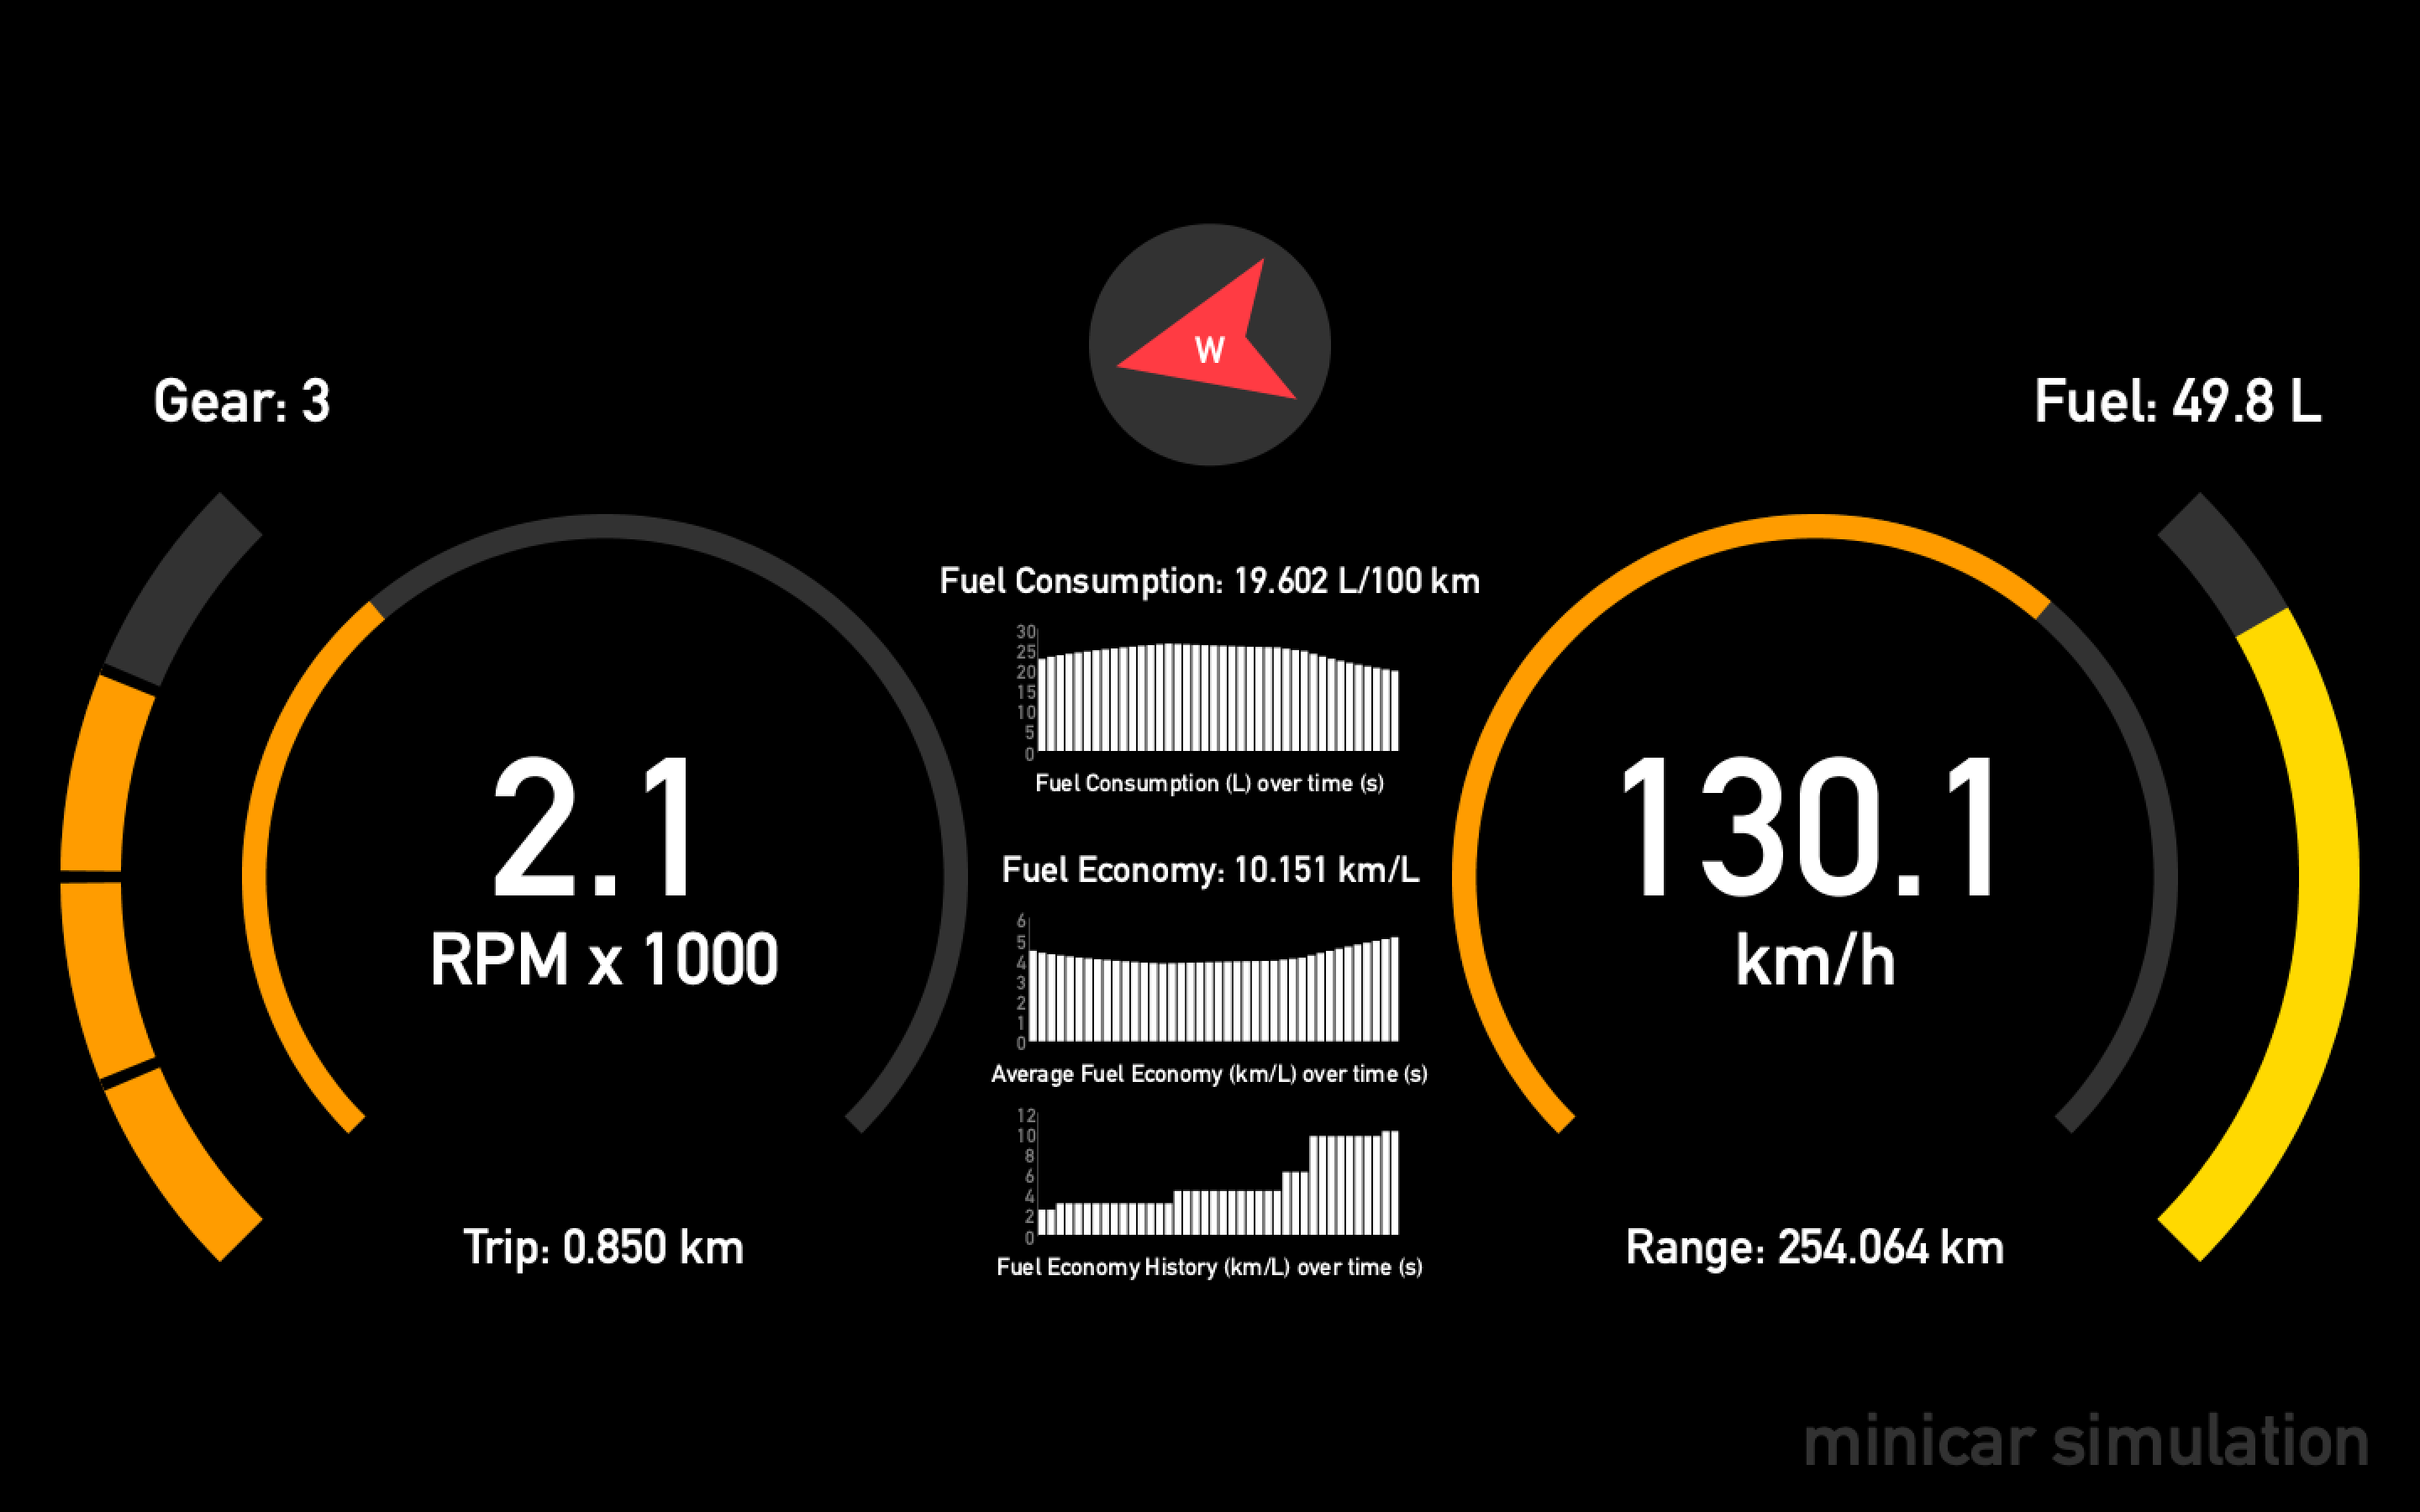 W
Gear: 3
Fuel: 49.8 L
Fuel Consumption: 19.602 L/100 km
30
25
20
15
10
5
0
Fuel Consumption (L) over time (s)
2.1
RPM x 1000
130.1
km/h
Fuel Economy: 10.151 km/L
6
5
4
3
2
1
0
Average Fuel Economy (km/L) over time (s)
12
10
8
6
4
2
0
Fuel Economy History (km/L) over time (s)
Trip: 0.850 km
Range: 254.064 km
minicar simulation